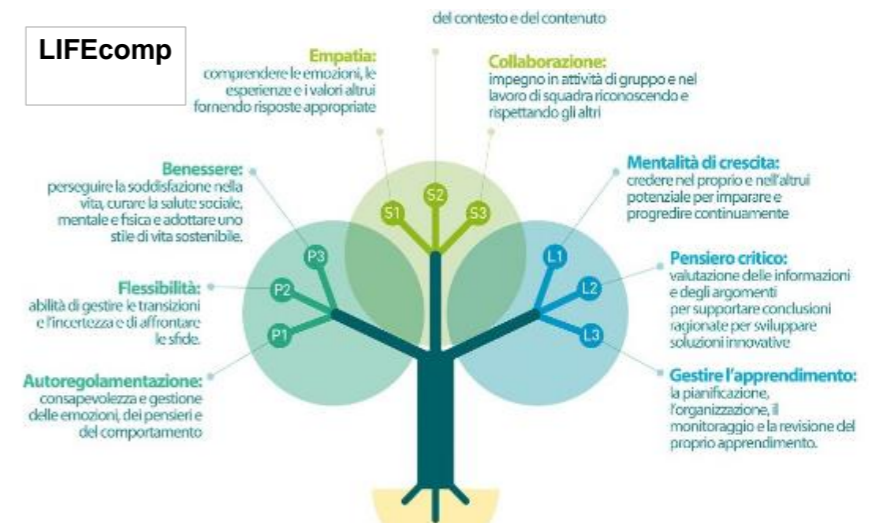 LIFEcomp
del contesto e del contenuto
Empatia:
comprendere le emozioni, le
esperienze e i valori altrui
fornendo risposte appropriate
Collaborazione:
impegno in attività di gruppo e nel
lavoro di squadra riconoscendo e
rispettando gli altri
Benessere:
perseguire la soddisfazione nella
vita, curare la salute sociale,
mentale e fisica e adottare uno
stile di vita sostenibile.
Mentalità di crescita:
credere nel proprio e nell'altrui
potenziale per imparare e
progredire continuamente
Flessibilità:
abilità di gestire le transizioni
e l'incertezza e di affrontare
le sfide.
Pensiero critico:
valutazione delle informazioni
e degli argomenti
per supportare conclusioni
ragionate per sviluppare
soluzioni innovative
Autoregolamentazione:
consapevolezza e gestione
delle emozioni, dei pensieri e
del comportamento
Gestire l'apprendimento:
la pianificazione,
l'organizzazione, il
monitoraggio e la revisione del
proprio apprendimento.
S1
S2
S3
P3
P2
P1
L1
L2
L3